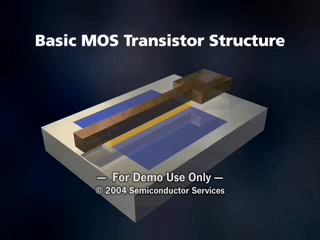 Basic MOS Transistor Structure
— For Demo Use Only —
© 2004 Semiconductor Services